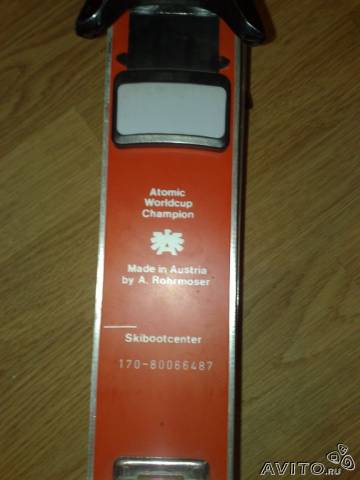 Atomic
Worldcup
Champion
Made in Austria
by A. Rohrmoser
Skibootcenter
170-80066487
AVITO.RU